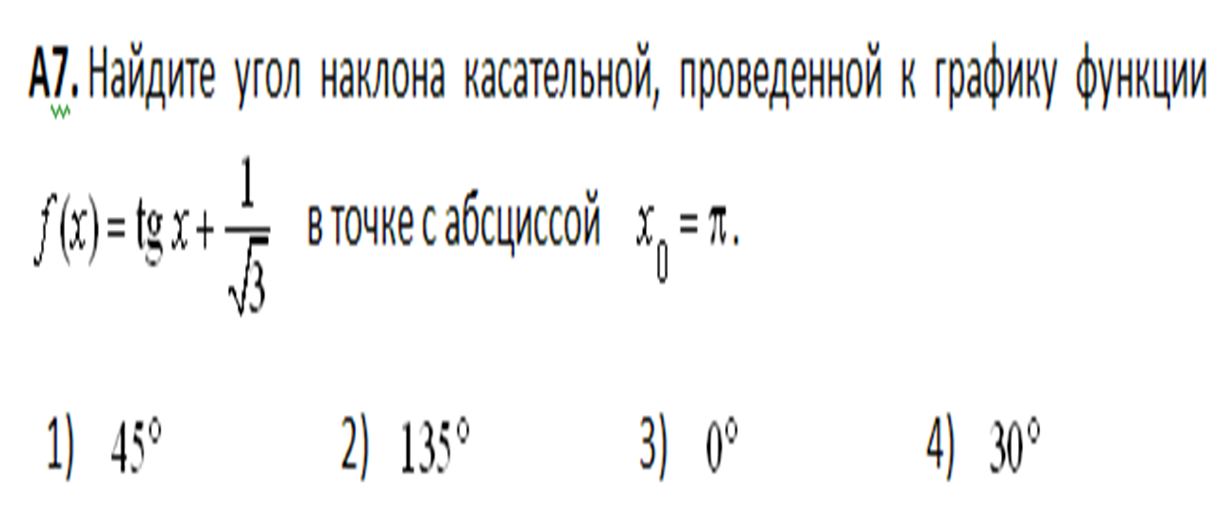 А7. Найдите угол наклона касательной, проведенной к графику функции
f(x) = tg x + 1/√3 в точке с абсциссой x₀ = π.
1) 45° 2) 135° 3) 0° 4) 30°